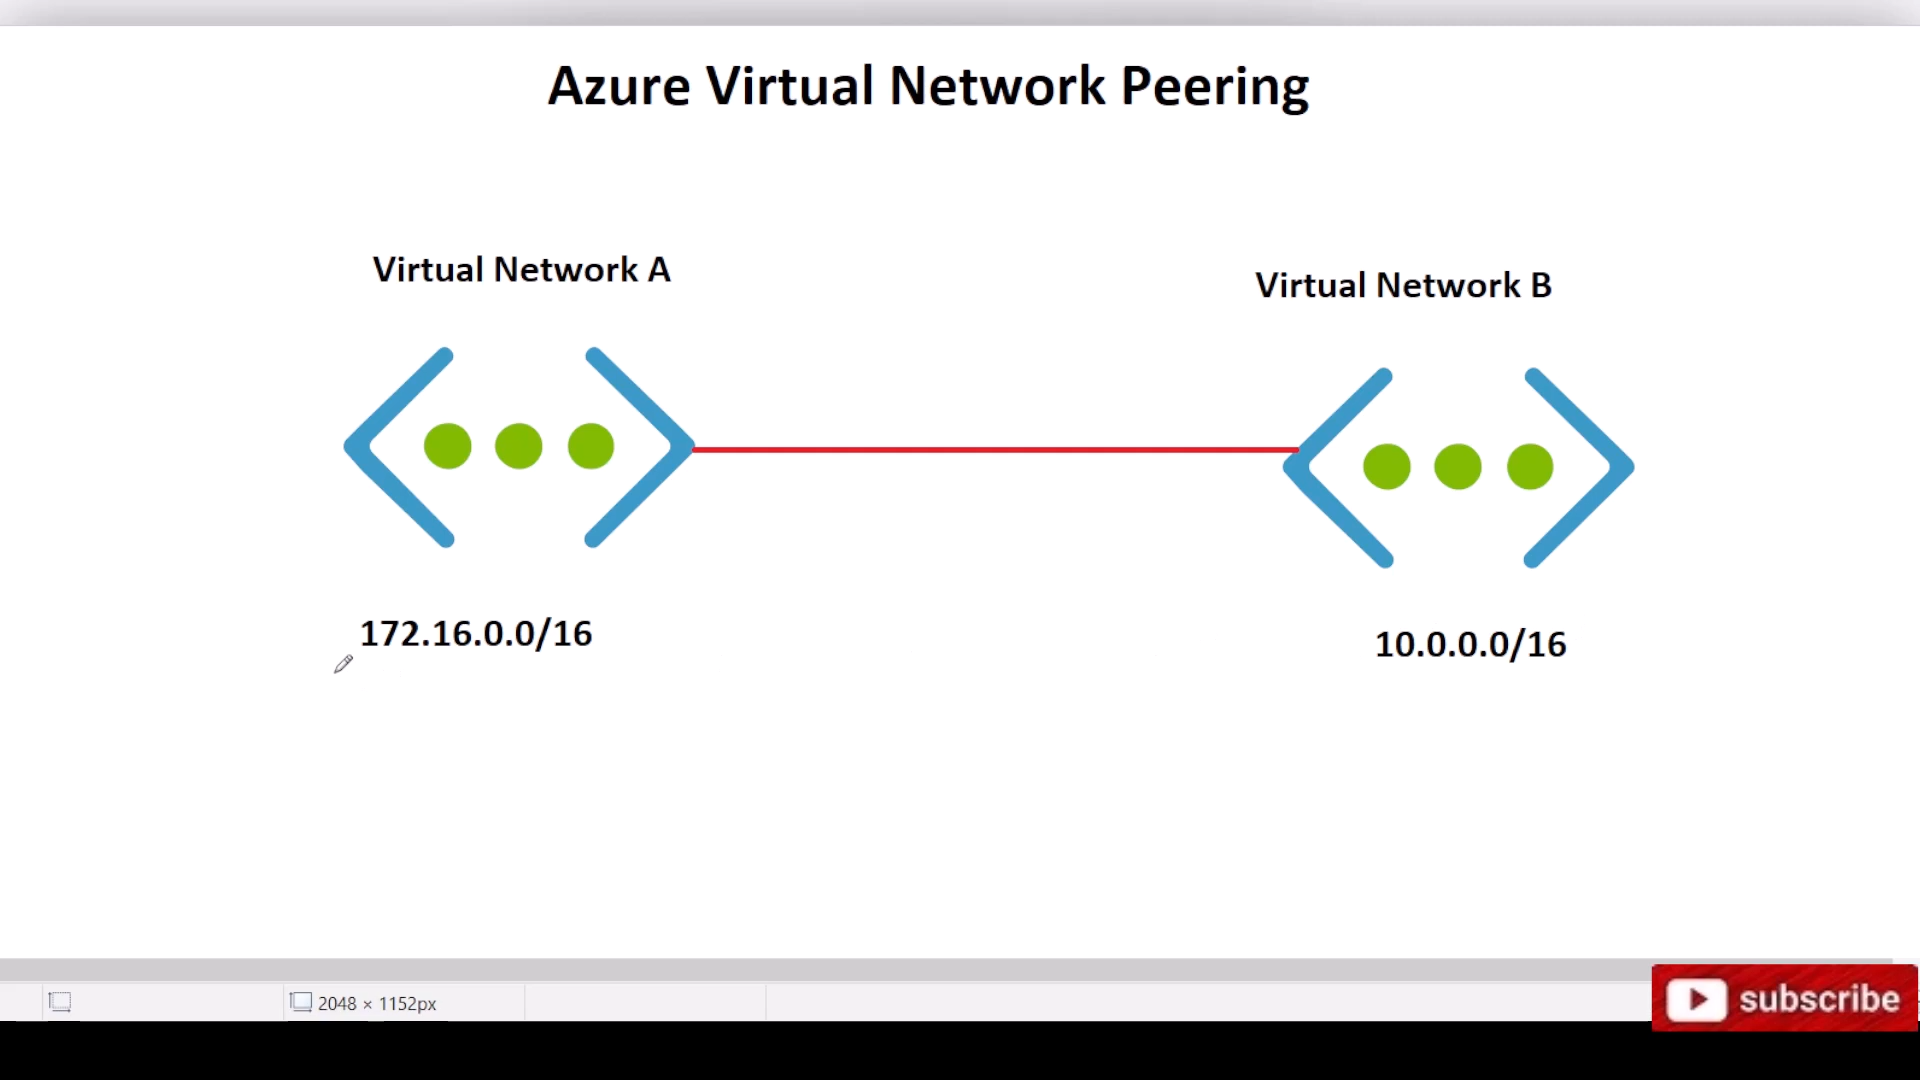 Azure Virtual Network Peering
Virtual Network A
Virtual Network B
172.16.0.0/16
10.0.0.0/16
2048 × 1152px
subscribe